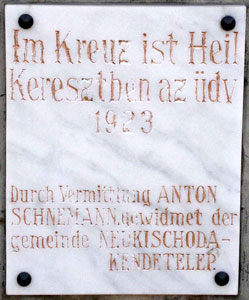 Im Kreuz ist Heil
Keresztben az üdv
1923
Durch Vermittlung ANTON
SCHNEMANN.gewidmet der
gemeinde NEUKISCHODA-
KENDETELEP.